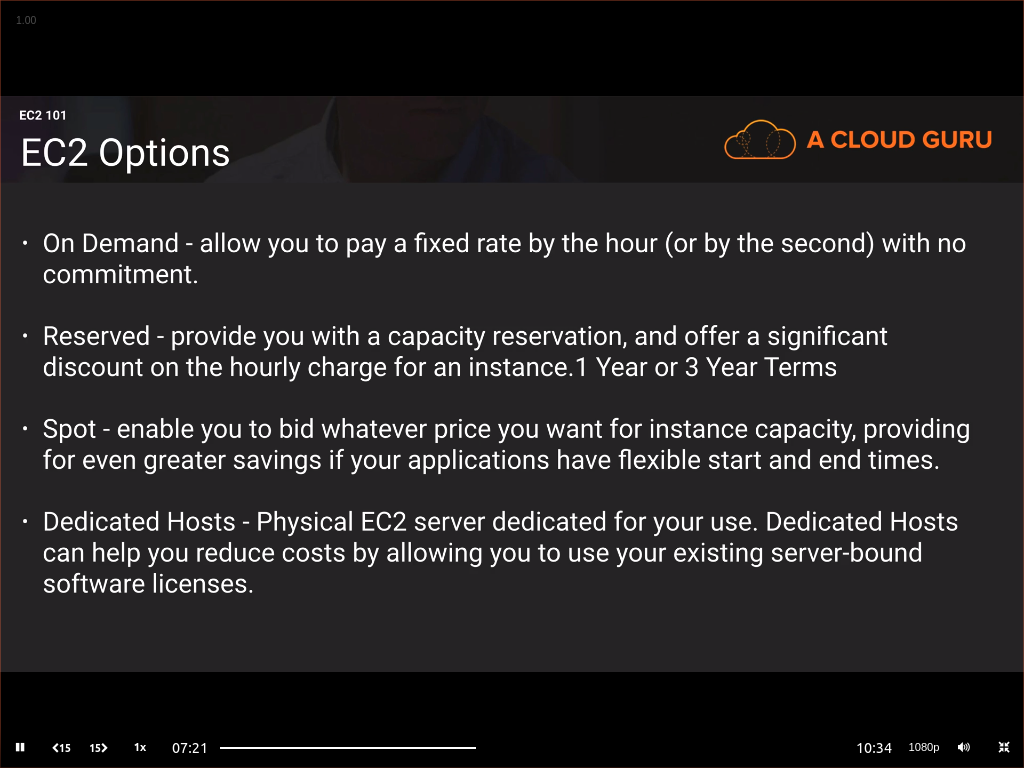 1.00
EC2 101
EC2 Options
A CLOUD GURU
· On Demand - allow you to pay a fixed rate by the hour (or by the second) with no
commitment.
· Reserved - provide you with a capacity reservation, and offer a significant
discount on the hourly charge for an instance.1 Year or 3 Year Terms
· Spot - enable you to bid whatever price you want for instance capacity, providing
for even greater savings if your applications have flexible start and end times.
· Dedicated Hosts - Physical EC2 server dedicated for your use. Dedicated Hosts
can help you reduce costs by allowing you to use your existing server-bound
software licenses.
15 15 1x 07:21 10:34 1080p